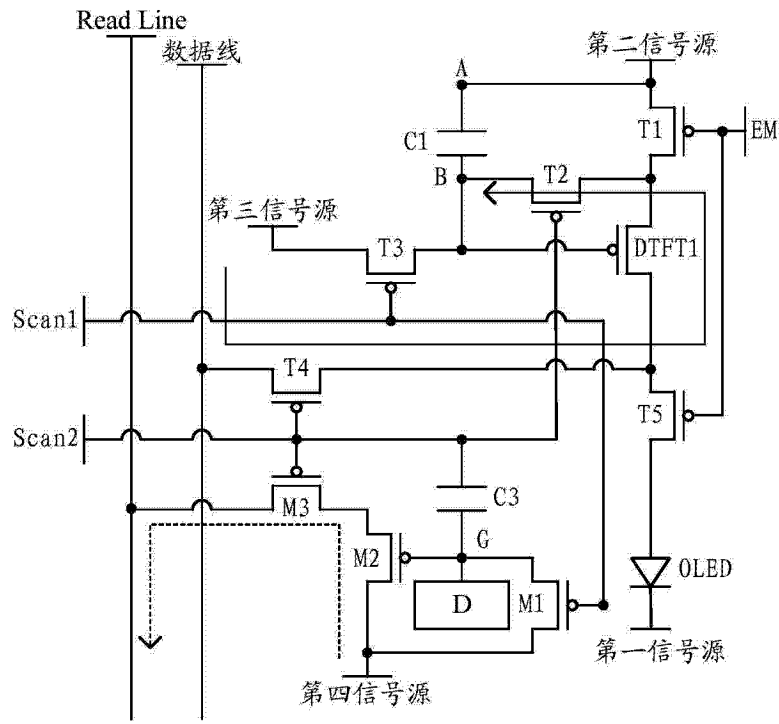 Read Line
数据线
第二信号源
A
T1
EM
C1
B
T2
第三信号源
T3
DTFT1
Scan1
T4
T5
Scan2
C3
M3
G
M2
D
M1
OLED
第一信号源
第四信号源